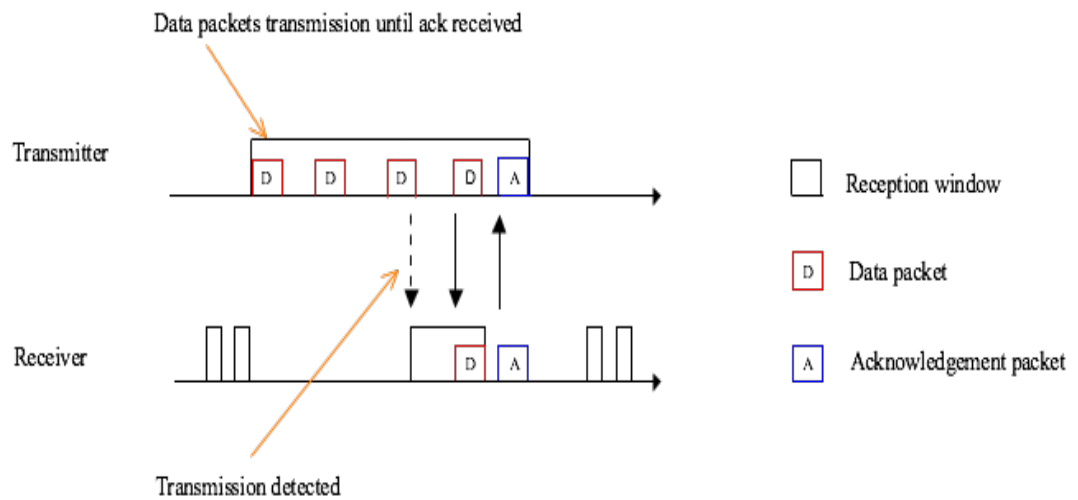 Data packets transmission until ack received
Transmitter
D D D D A
Reception window
D Data packet
Receiver
D A
A Acknowledgement packet
Transmission detected